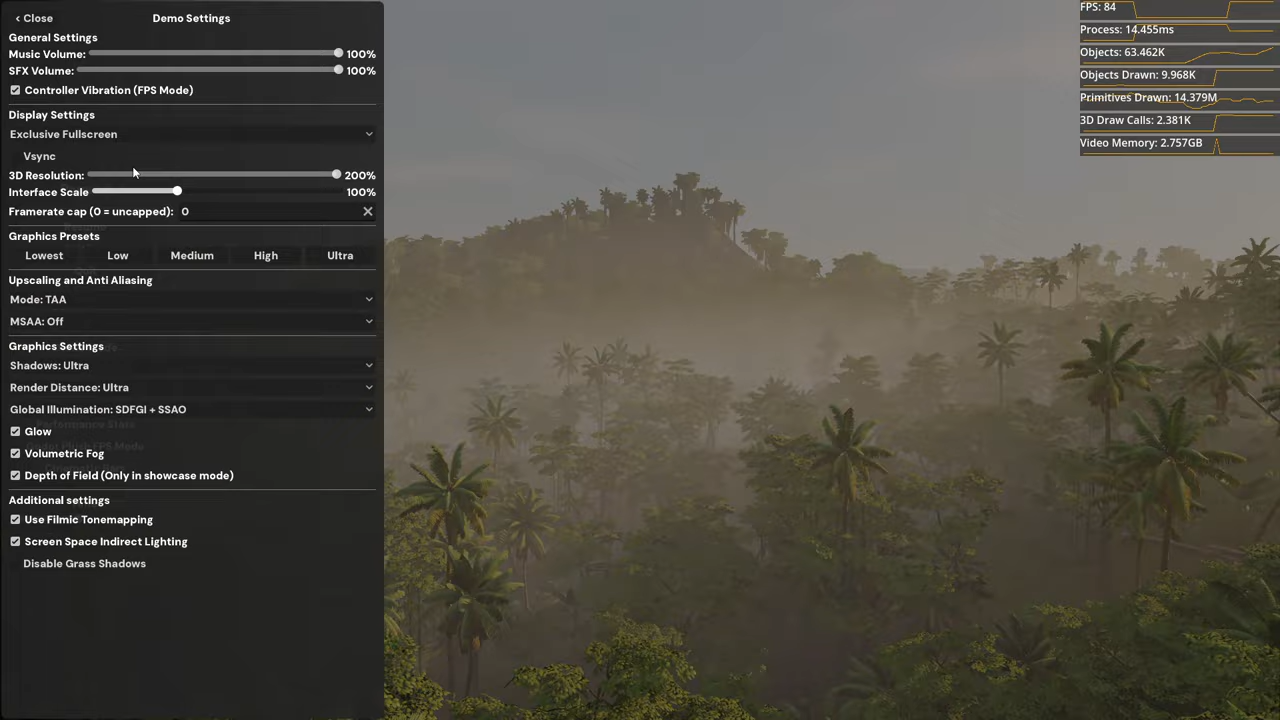 ‹ Close
Demo Settings
General Settings
Music Volume: 100%
SFX Volume: 100%
Controller Vibration (FPS Mode)
Display Settings
Exclusive Fullscreen
Vsync
3D Resolution: 200%
Interface Scale 100%
Framerate cap (0 = uncapped): 0
Graphics Presets
Lowest Low Medium High Ultra
Upscaling and Anti Aliasing
Mode: TAA
MSAA: Off
Graphics Settings
Shadows: Ultra
Render Distance: Ultra
Global Illumination: SDFGI + SSAO
Glow
Volumetric Fog
Depth of Field (Only in showcase mode)
Additional settings
Use Filmic Tonemapping
Screen Space Indirect Lighting
Disable Grass Shadows
FPS: 84
Process: 14.455ms
Objects: 63.462K
Objects Drawn: 9.968K
Primitives Drawn: 14.379M
3D Draw Calls: 2.381K
Video Memory: 2.757GB